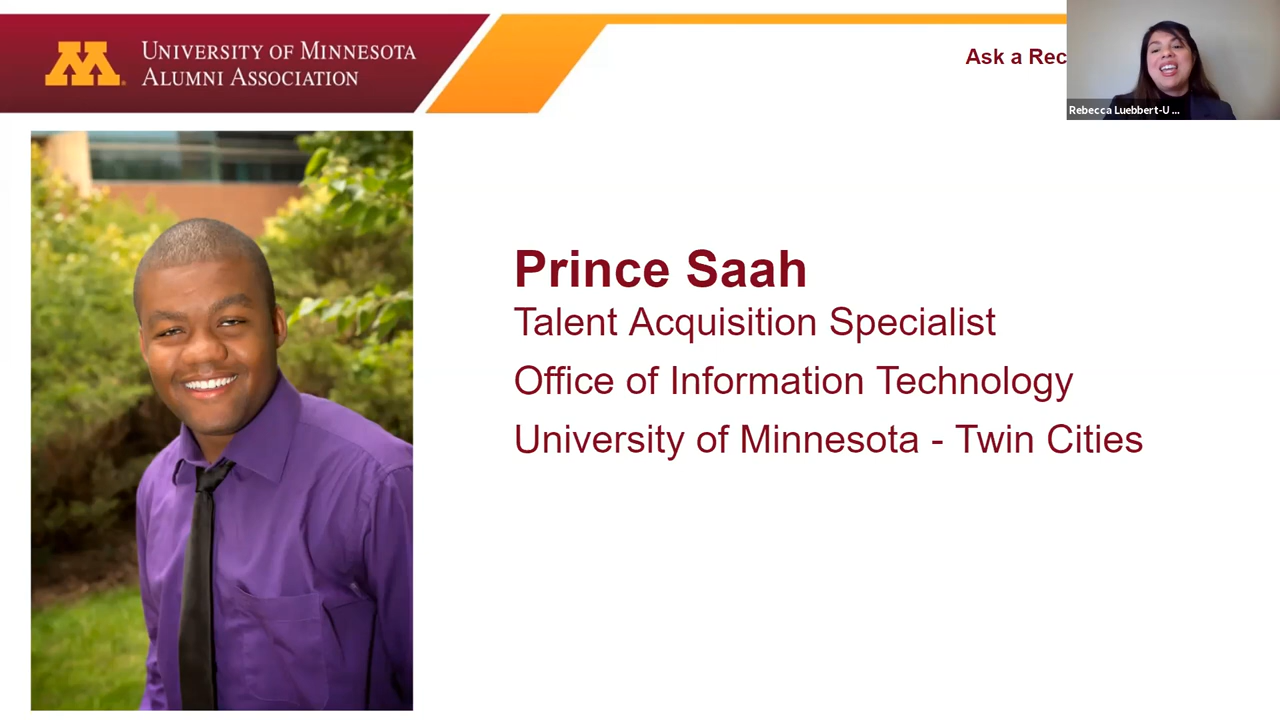 UNIVERSITY OF MINNESOTA
ALUMNI ASSOCIATION
Ask a Rec
Rebecca Luebbert-U ...
Prince Saah
Talent Acquisition Specialist
Office of Information Technology
University of Minnesota - Twin Cities